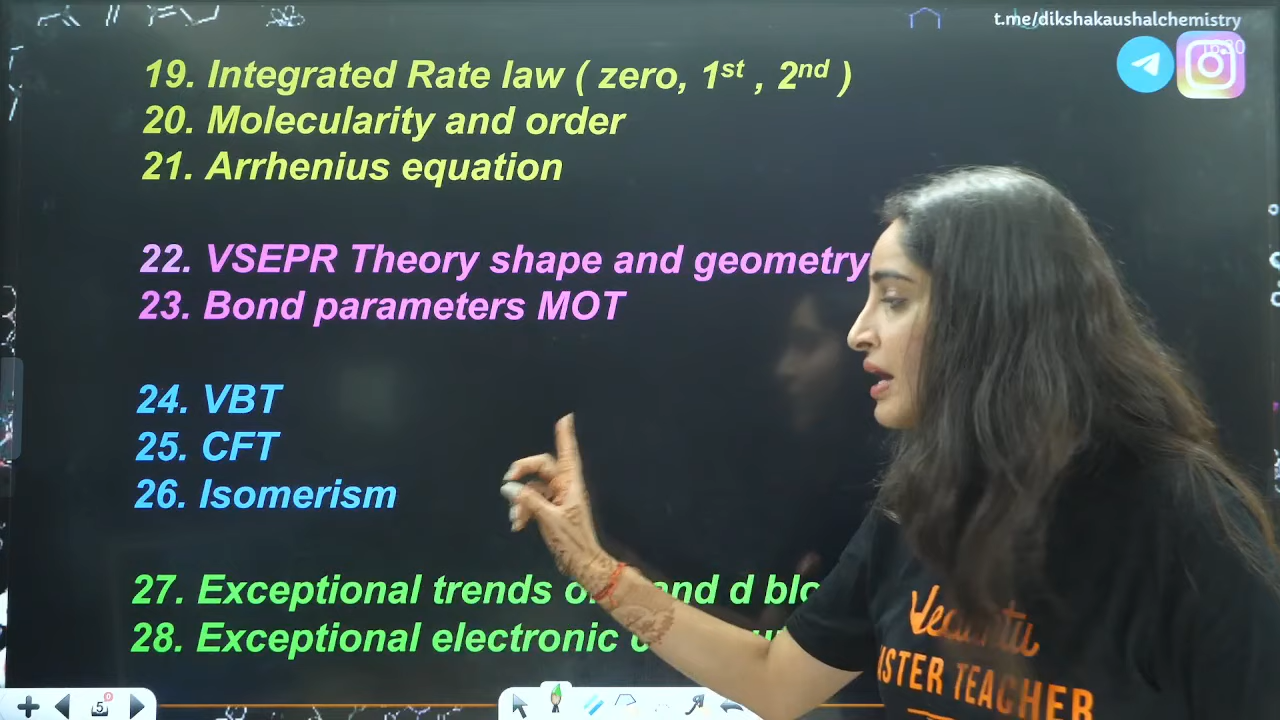 t.me/dikshakaushalchemistry
19. Integrated Rate law ( zero, 1st , 2nd )
20. Molecularity and order
21. Arrhenius equation
22. VSEPR Theory shape and geometry
23. Bond parameters MOT
24. VBT
25. CFT
26. Isomerism
27. Exceptional trends and d
28. Exceptional electronic
Vedantu
TEACHER
5